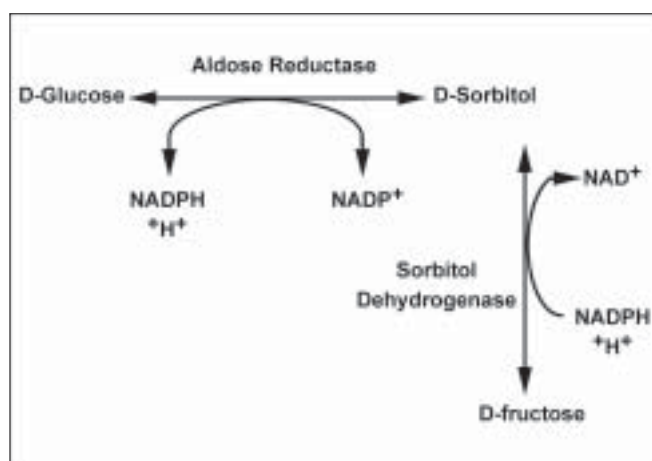 Aldose Reductase
D-Glucose D-Sorbitol
NADPH
+H+
NADP+
NAD+
Sorbitol
Dehydrogenase
NADPH
+H+
D-fructose